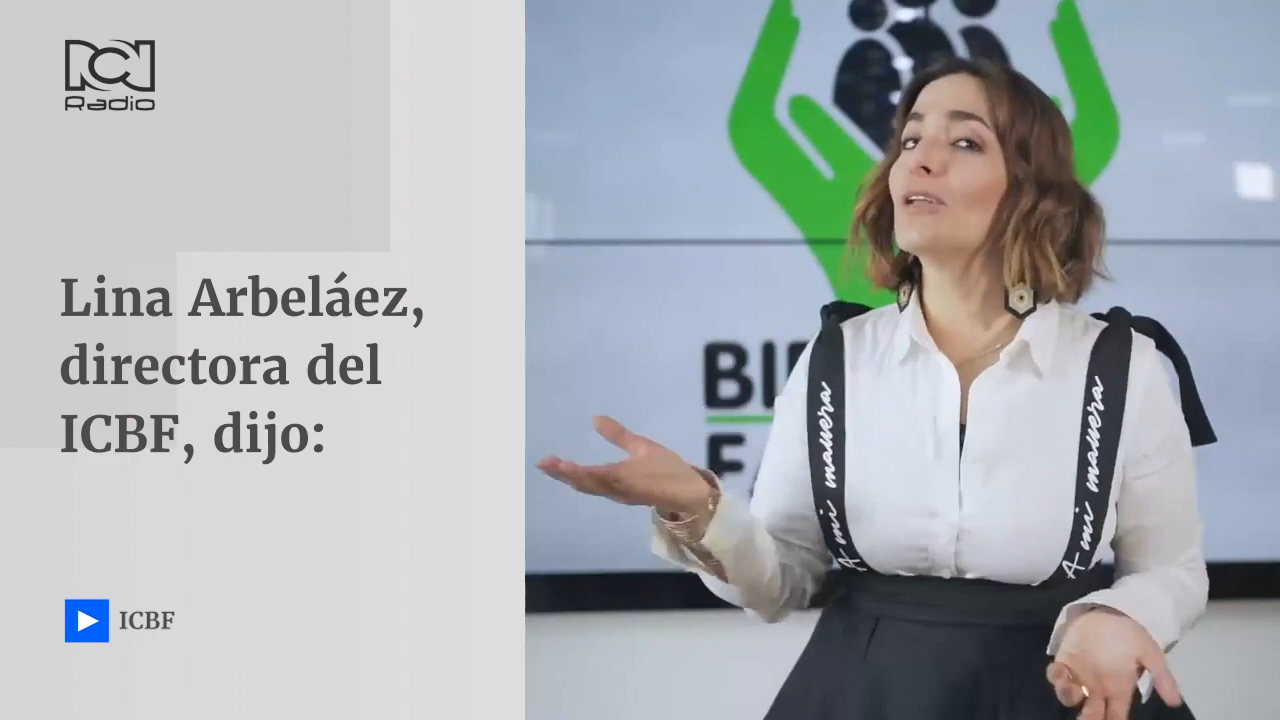 RCN
Radio
Lina Arbeláez,
directora del
ICBF, dijo:
ICBF
A mi manera
A mi manera